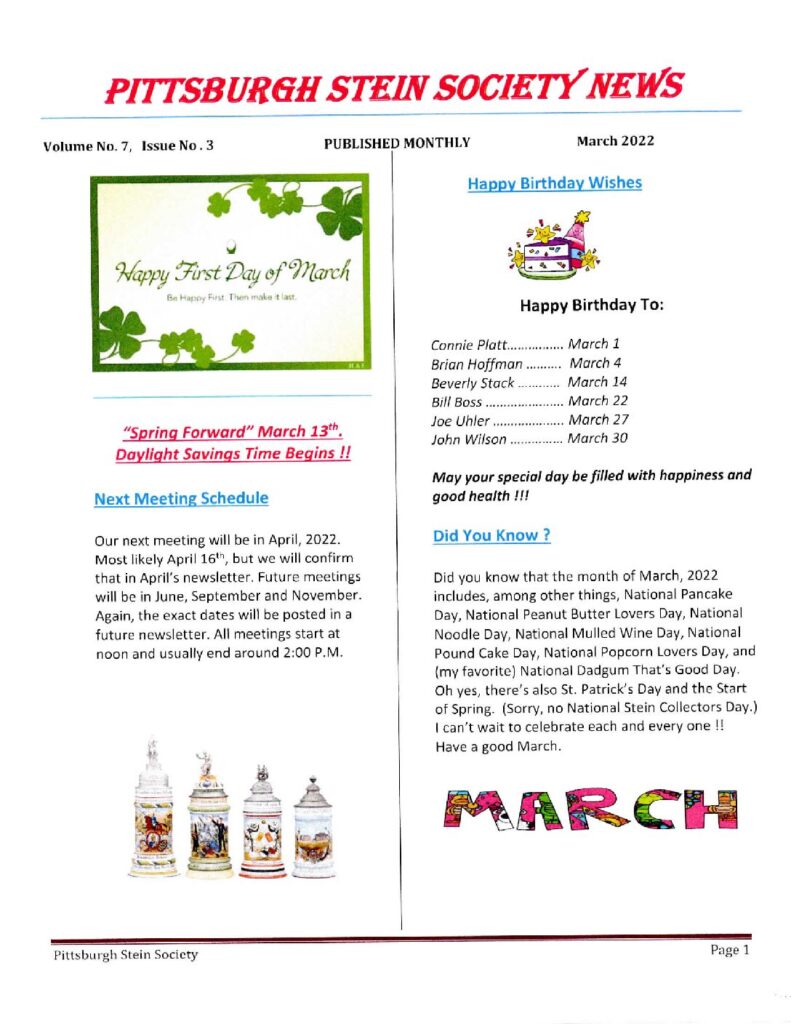 PITTSBURGH STEIN SOCIETY NEWS
Volume No. 7, Issue No . 3
PUBLISHED MONTHLY
March 2022
Happy First Day of March
Be Happy First. Then make it last.
"Spring Forward" March 13th.
Daylight Savings Time Begins !!
Next Meeting Schedule
Our next meeting will be in April, 2022.
Most likely April 16th, but we will confirm
that in April's newsletter. Future meetings
will be in June, September and November.
Again, the exact dates will be posted in a
future newsletter. All meetings start at
noon and usually end around 2:00 P.M.
Happy Birthday Wishes
Happy Birthday To:
Connie Platt................ March 1
Brian Hoffman .......... March 4
Beverly Stack ............ March 14
Bill Boss ...................... March 22
Joe Uhler .................... March 27
John Wilson ............... March 30
May your special day be filled with happiness and
good health !!!
Did You Know ?
Did you know that the month of March, 2022
includes, among other things, National Pancake
Day, National Peanut Butter Lovers Day, National
Noodle Day, National Mulled Wine Day, National
Pound Cake Day, National Popcorn Lovers Day, and
(my favorite) National Dadgum That's Good Day.
Oh yes, there's also St. Patrick's Day and the Start
of Spring. (Sorry, no National Stein Collectors Day.)
I can't wait to celebrate each and every one !!
Have a good March.
MARCH
Pittsburgh Stein Society
Page 1